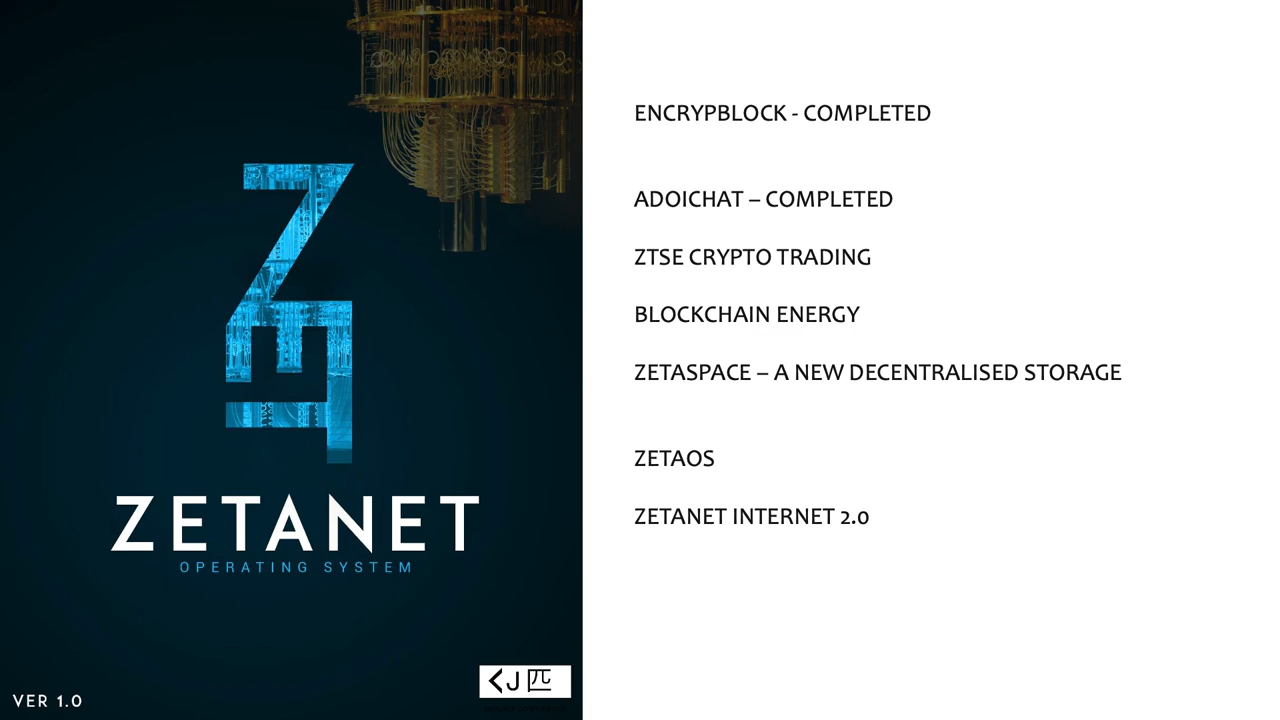 ZET
ZETANET
OPERATING SYSTEM
VER 1.0
ENCRYPBLOCK - COMPLETED
ADOICHAT – COMPLETED
ZTSE CRYPTO TRADING
BLOCKCHAIN ENERGY
ZETASPACE – A NEW DECENTRALISED STORAGE
ZETAOS
ZETANET INTERNET 2.0